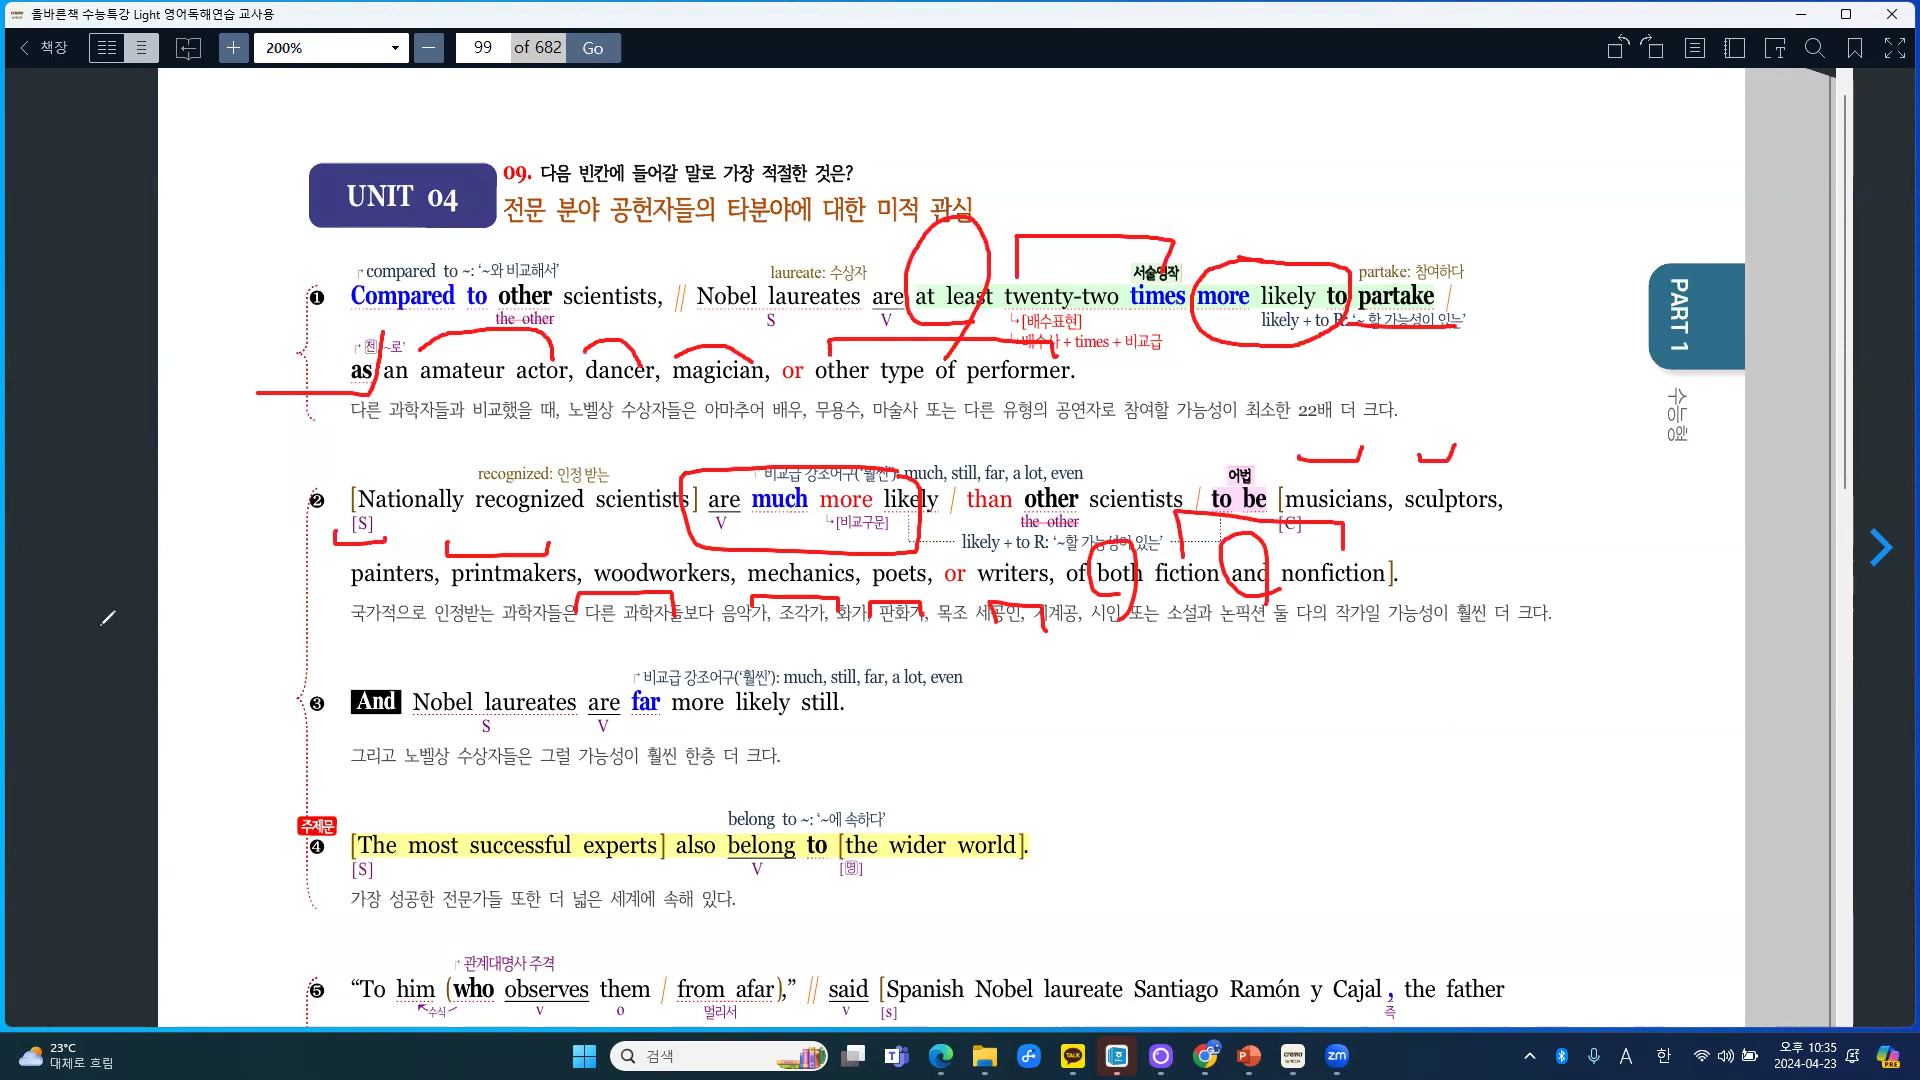 올바른책 수능특강 Light 영어독해연습 교사용
책장
200%
99 of 682 Go
UNIT 04
09. 다음 빈칸에 들어갈 말로 가장 적절한 것은?
전문 분야 공헌자들의 타분야에 대한 미적 관심
compared to ~: ‘~와 비교해서’
laureate: 수상자
서술영작
partake: 참여하다
❶ Compared to other scientists, // Nobel laureates are at least twenty-two times more likely to partake /
the other
S
V
[배수표현]
likely + to R: ‘~할 가능성이 있는’
배수사 + times + 비교급
전 ~로’
as an amateur actor, dancer, magician, or other type of performer.
다른 과학자들과 비교했을 때, 노벨상 수상자들은 아마추어 배우, 무용수, 마술사 또는 다른 유형의 공연자로 참여할 가능성이 최소한 22배 더 크다.
recognized: 인정 받는
비교급 강조어구(‘훨씬’): much, still, far, a lot, even
어법
❷ [Nationally recognized scientists] are much more likely / than other scientists / to be [musicians, sculptors,
[S]
V
[비교구문]
the other
[C]
likely + to R: ‘~할 가능성이 있는’
painters, printmakers, woodworkers, mechanics, poets, or writers, of both fiction and nonfiction].
국가적으로 인정받는 과학자들은 다른 과학자들보다 음악가, 조각가, 화가, 판화가, 목조 세공인, 기계공, 시인 또는 소설과 논픽션 둘 다의 작가일 가능성이 훨씬 더 크다.
비교급 강조어구(‘훨씬’): much, still, far, a lot, even
❸ And Nobel laureates are far more likely still.
S
V
그리고 노벨상 수상자들은 그럴 가능성이 훨씬 한층 더 크다.
belong to ~: ‘~에 속하다’
주제문
❹ [The most successful experts] also belong to [the wider world].
[S]
V
[명]
가장 성공한 전문가들 또한 더 넓은 세계에 속해 있다.
관계대명사 주격
❺ “To him (who observes them / from afar),” // said [Spanish Nobel laureate Santiago Ramón y Cajal, the father
수식
v
o
멀리서
v
[s]
즉
PART 1
수능형
23°C
대체로 흐림
검색
A
한
오후 10:35
2024-04-23